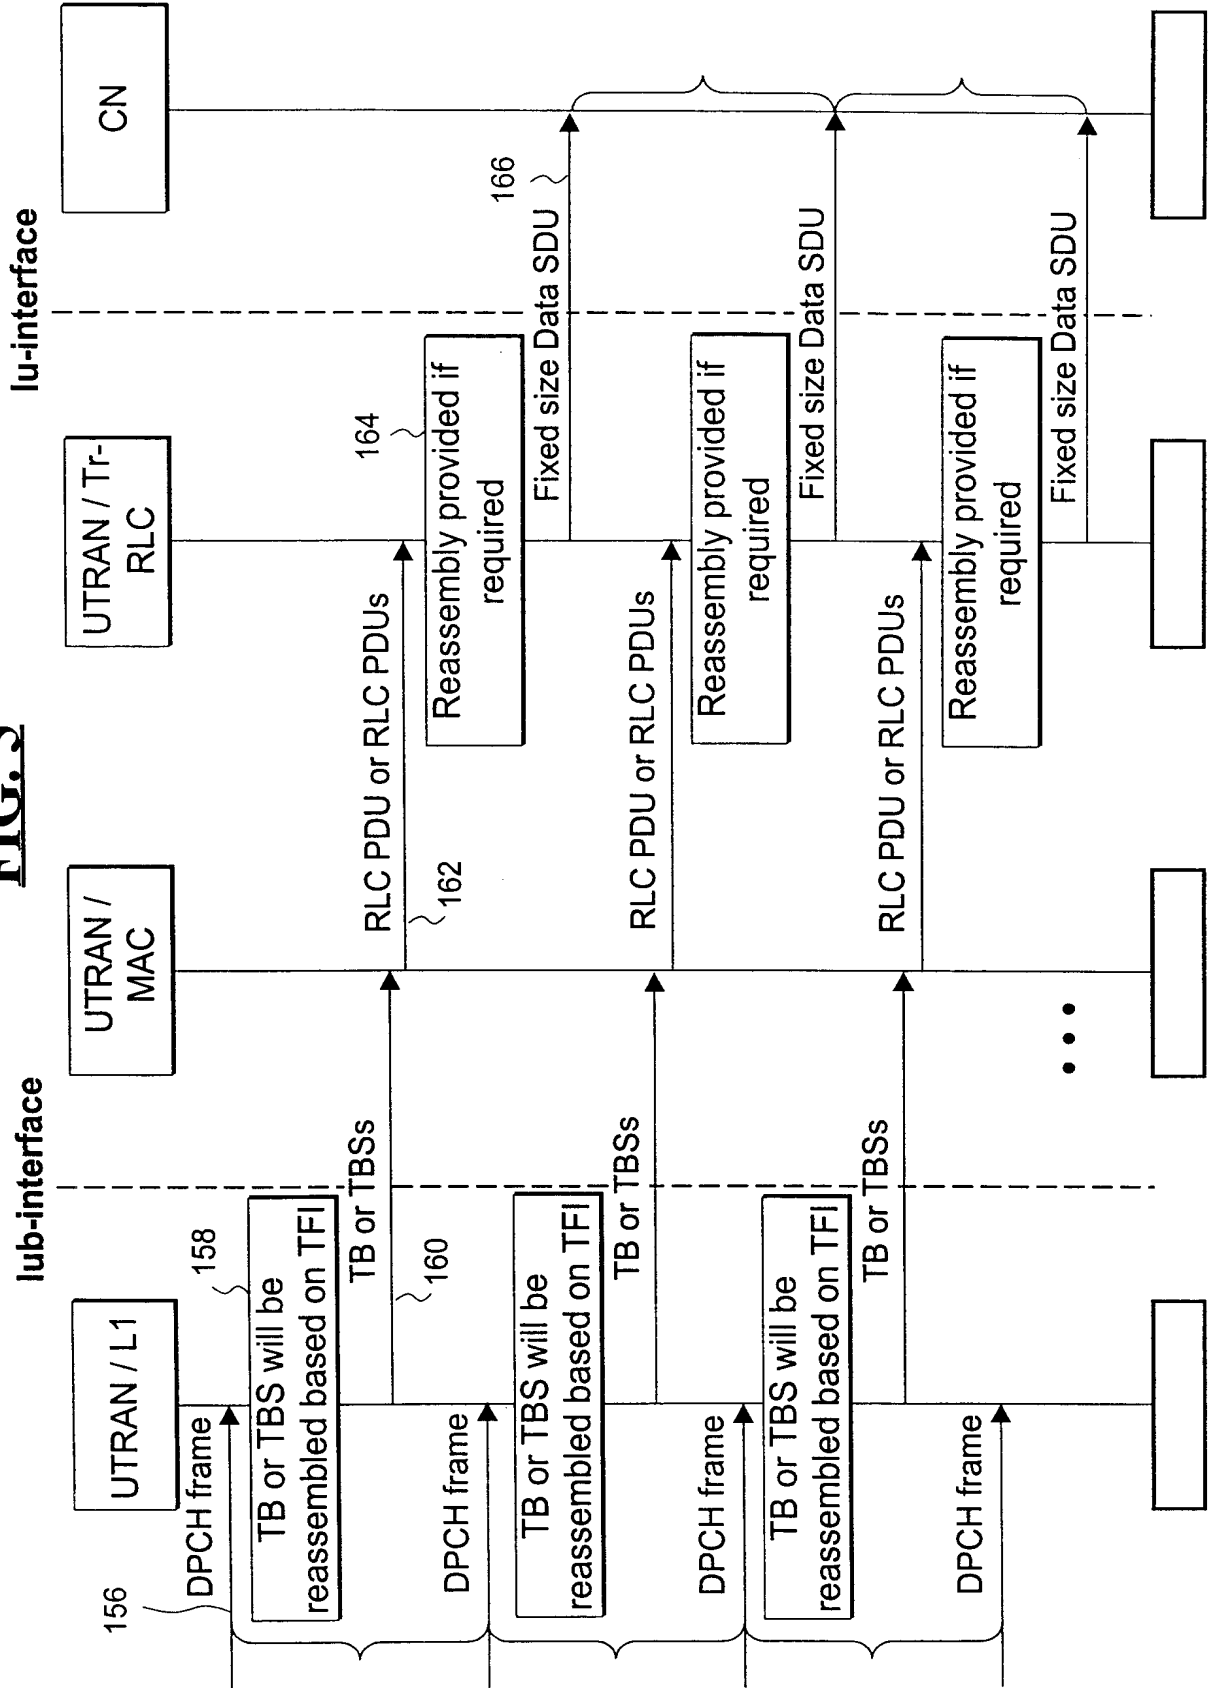 FIG.
Iub-interface
Iu-interface
UTRAN / L1
UTRAN /
MAC
UTRAN / Tr-
RLC
CN
156
DPCH frame
158
TB or TBS will be
reassembled based on TFI
TB or TBSs
160
RLC PDU or RLC PDUs
162
164
Reassembly provided if
required
166
Fixed size Data SDU
DPCH frame
TB or TBS will be
reassembled based on TFI
TB or TBSs
RLC PDU or RLC PDUs
Reassembly provided if
required
Fixed size Data SDU
DPCH frame
TB or TBS will be
reassembled based on TFI
TB or TBSs
RLC PDU or RLC PDUs
Reassembly provided if
required
Fixed size Data SDU
DPCH frame
• • •